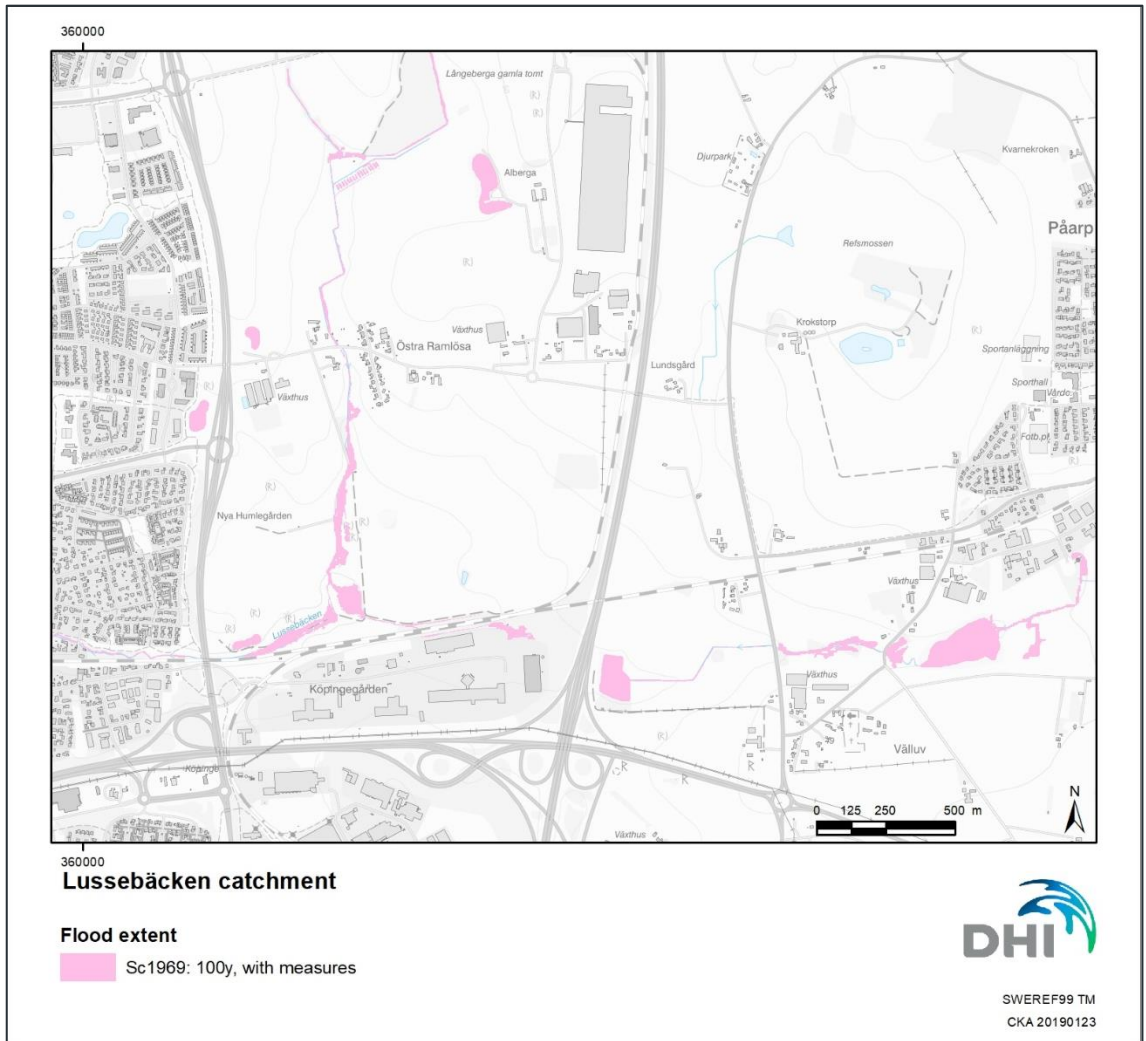 360000
Långeberga gamla tomt
(R)
(R)
Kvarnekroken
Djurpark
Alberga
Påarp
Refsmossen
(R)
Krokstorp
(R)
Växthus
Östra Ramlösa
Sportanläggning
Lundsgård
(R)
Sporthall
Vårdc.
Växthus
Fotb.pl.
(R)
(R)
Nya Humlegården
(R)
R
Växthus
(R)
(R)
(R)
Lussebäcken
Växthus
Köpingegården
Välluv
(R)
R
R
R
Köpinge
N
0 125 250 500 m
Växthus
360000
Lussebäcken catchment
Flood extent
Sc1969: 100y, with measures
DHI
SWEREF99 TM
CKA 20190123